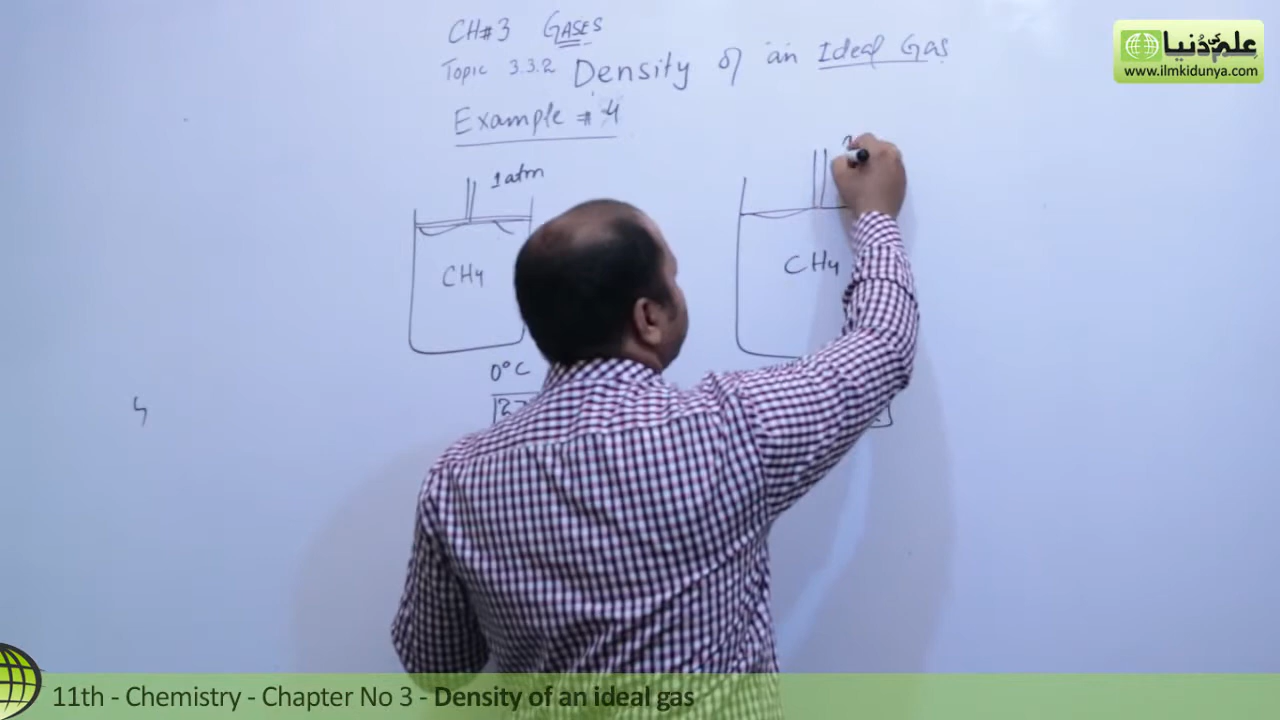 CH#3 GASES
Topic 3.3.2 Density of an Ideal Gas
Example #4
1 atm
CH4
CH4
0°C
علم کی دُنیا
www.ilmkidunya.com
11th - Chemistry - Chapter No 3 - Density of an ideal gas